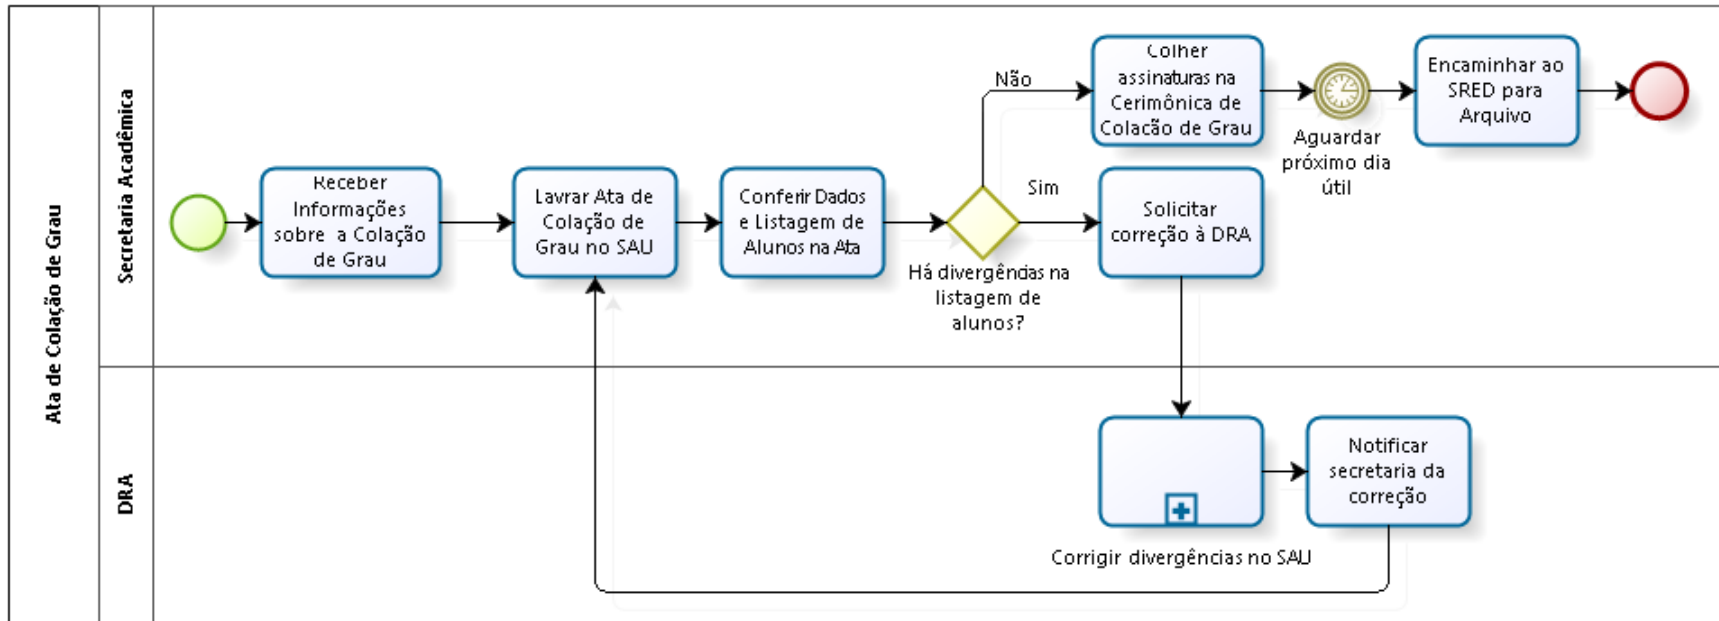 Ata de Colação de Grau
Secretaria Acadêmica
Receber
Informações
sobre a Colação
de Grau
Lavrar Ata de
Colação de
Grau no SAU
Conferir Dados
e Listagem de
Alunos na Ata
Há divergências na
listagem de
alunos?
Não
Colher
assinaturas na
Cerimônica de
Colacão de Grau
Aguardar
próximo dia
útil
Encaminhar ao
SRED para
Arquivo
Sim
Solicitar
correção à DRA
DRA
Corrigir divergências no SAU
Notificar
secretaria da
correção